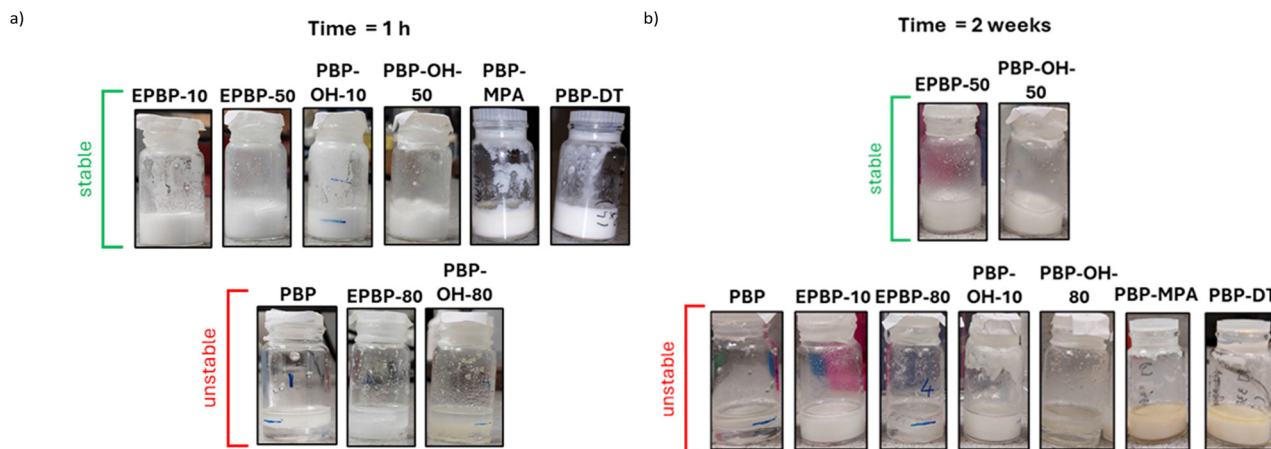 a)
Time = 1 h
EPBP-10
EPBP-50
PBP-
OH-10
PBP-OH-
50
PBP-
MPA
PBP-DT
stable
PBP
EPBP-80
PBP-
OH-80
unstable
b)
Time = 2 weeks
EPBP-50
PBP-OH-
50
stable
PBP
EPBP-10
EPBP-80
PBP-
OH-10
PBP-OH-
80
PBP-MPA
PBP-DT
4
unstable